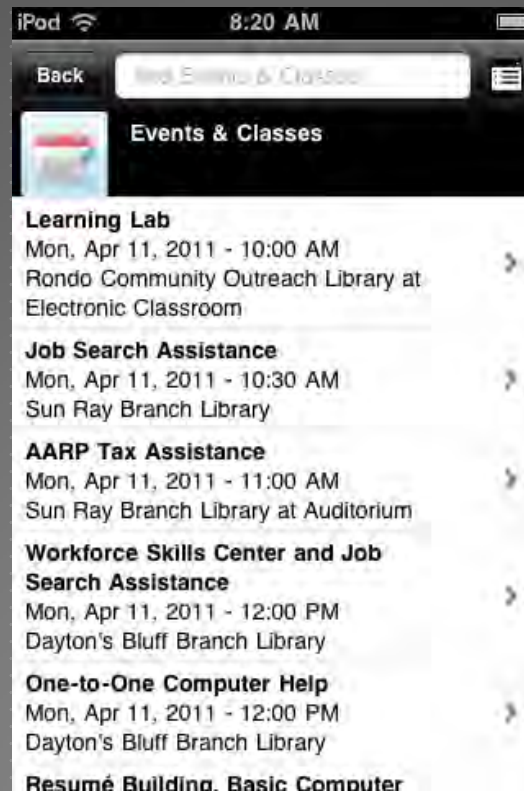 iPod 8:20 AM
Back Find Events & Classes
Events & Classes
Learning Lab
Mon, Apr 11, 2011 - 10:00 AM
Rondo Community Outreach Library at
Electronic Classroom
Job Search Assistance
Mon, Apr 11, 2011 - 10:30 AM
Sun Ray Branch Library
AARP Tax Assistance
Mon, Apr 11, 2011 - 11:00 AM
Sun Ray Branch Library at Auditorium
Workforce Skills Center and Job
Search Assistance
Mon, Apr 11, 2011 - 12:00 PM
Dayton's Bluff Branch Library
One-to-One Computer Help
Mon, Apr 11, 2011 - 12:00 PM
Dayton's Bluff Branch Library
Resumé Building, Basic Computer